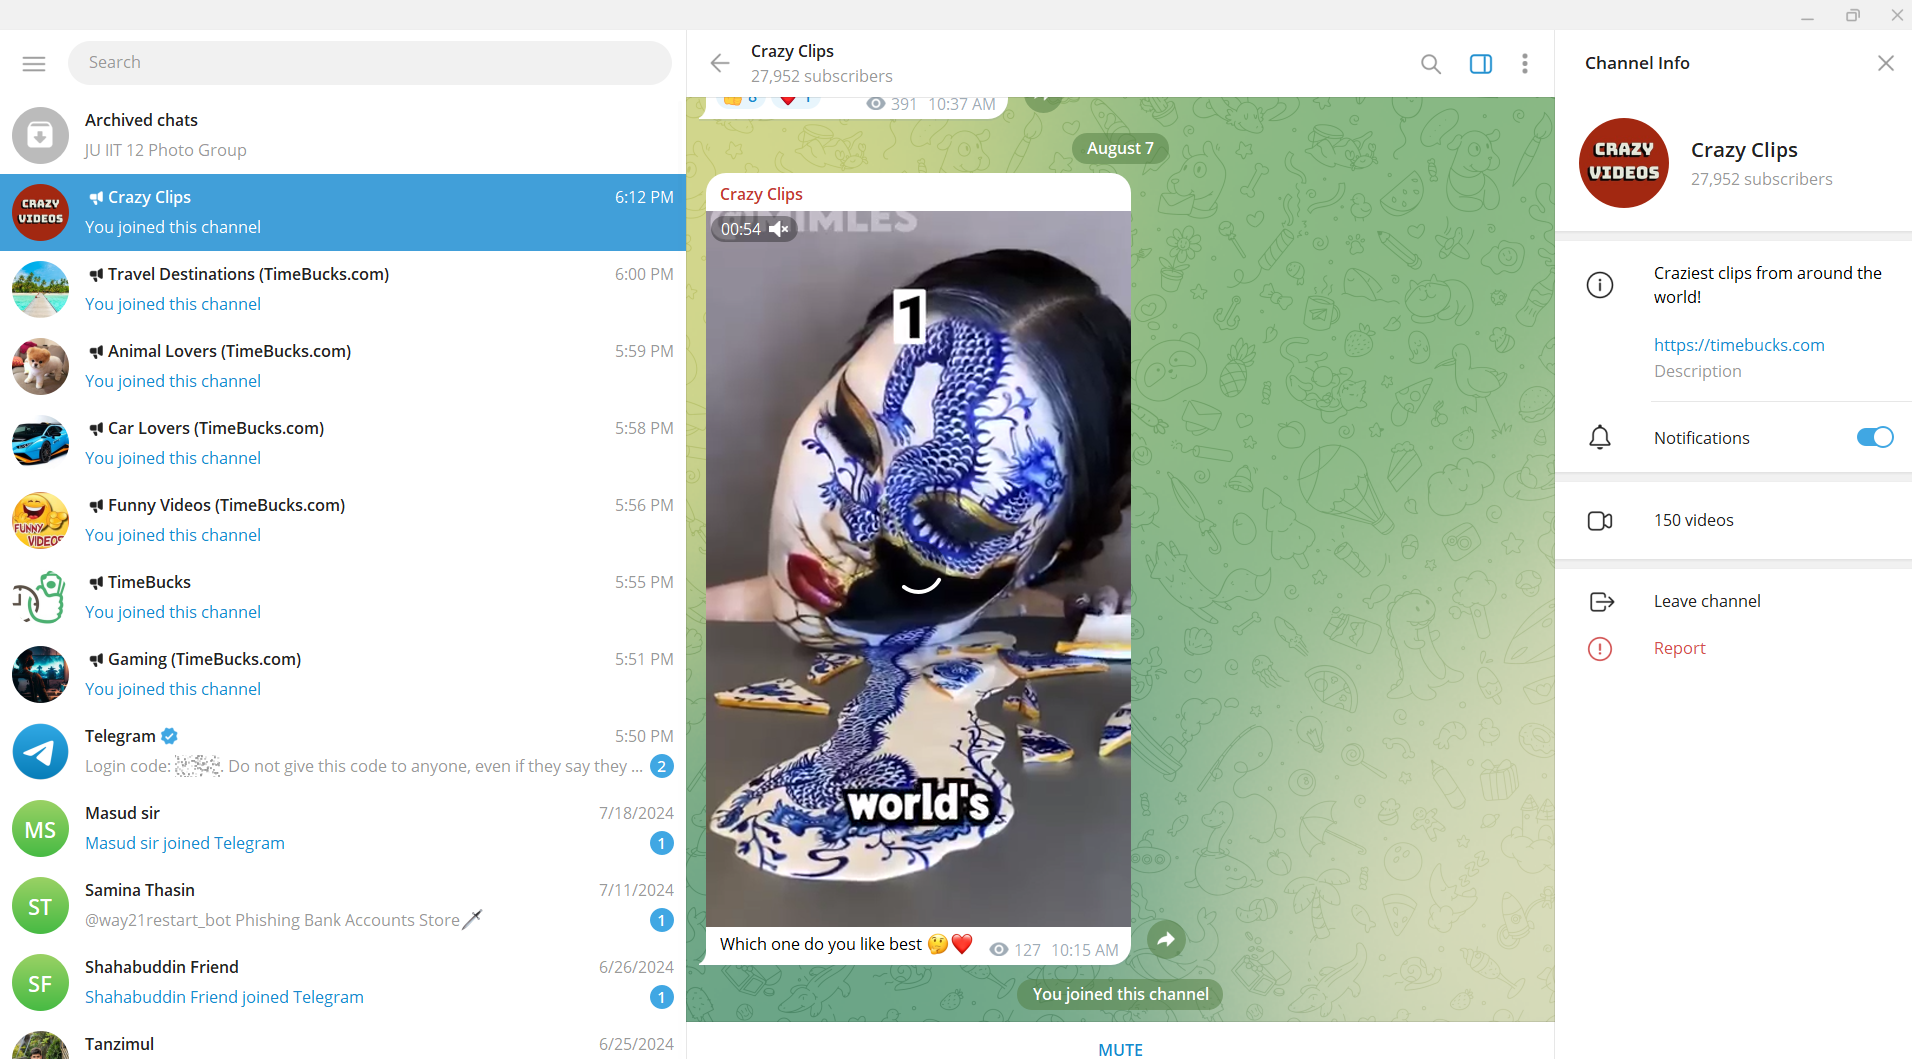 Search
Archived chats
JU IIT 12 Photo Group
CRAZY
VIDEOS
Crazy Clips
6:12 PM
You joined this channel
Travel Destinations (TimeBucks.com)
6:00 PM
You joined this channel
Animal Lovers (TimeBucks.com)
5:59 PM
You joined this channel
Car Lovers (TimeBucks.com)
5:58 PM
You joined this channel
FUNNY
VIDEOS
Funny Videos (TimeBucks.com)
5:56 PM
You joined this channel
TimeBucks
5:55 PM
You joined this channel
Gaming (TimeBucks.com)
5:51 PM
You joined this channel
Telegram
5:50 PM
Login code: . Do not give this code to anyone, even if they say they ...
2
MS
Masud sir
7/18/2024
Masud sir joined Telegram
1
ST
Samina Thasin
7/11/2024
@way21restart_bot Phishing Bank Accounts Store
1
SF
Shahabuddin Friend
6/26/2024
Shahabuddin Friend joined Telegram
1
Tanzimul
6/25/2024
Crazy Clips
27,952 subscribers
8
1
391 10:37 AM
August 7
Crazy Clips
00:54
1
world's
Which one do you like best 🤔❤️
127 10:15 AM
You joined this channel
MUTE
Channel Info
CRAZY
VIDEOS
Crazy Clips
27,952 subscribers
Craziest clips from around the
world!
https://timebucks.com
Description
Notifications
150 videos
Leave channel
Report